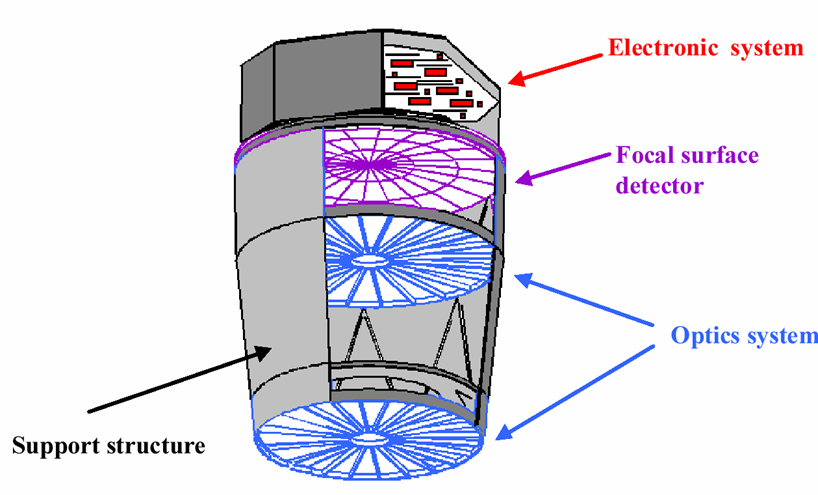 Electronic system
Focal surface
detector
Optics system
Support structure